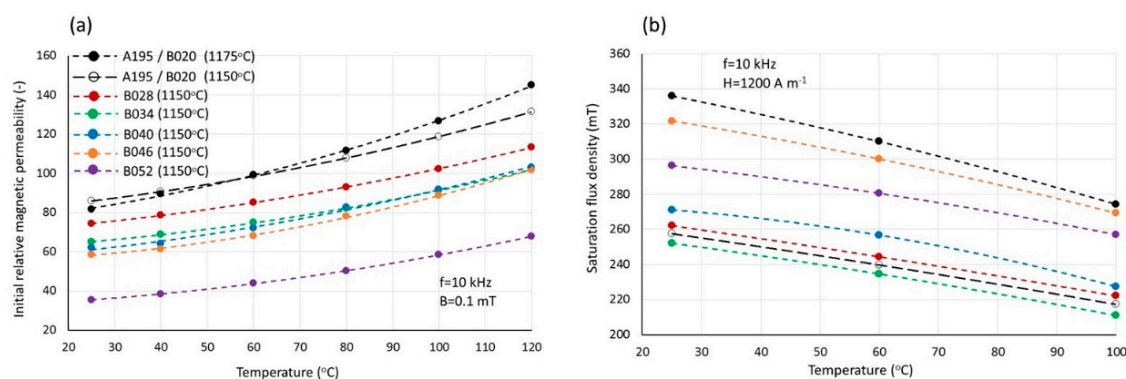 (a)
Initial relative magnetic permeability (-)
160
140
120
100
80
60
40
20
A195 / B020 (1175°C)
A195 / B020 (1150°C)
B028 (1150°C)
B034 (1150°C)
B040 (1150°C)
B046 (1150°C)
B052 (1150°C)
f=10 kHz
B=0.1 mT
20 30 40 50 60 70 80 90 100 110 120
Temperature (°C)
(b)
Saturation flux density (mT)
360
340
320
300
280
260
240
220
200
f=10 kHz
H=1200 A m⁻¹
20 30 40 50 60 70 80 90 100
Temperature (°C)